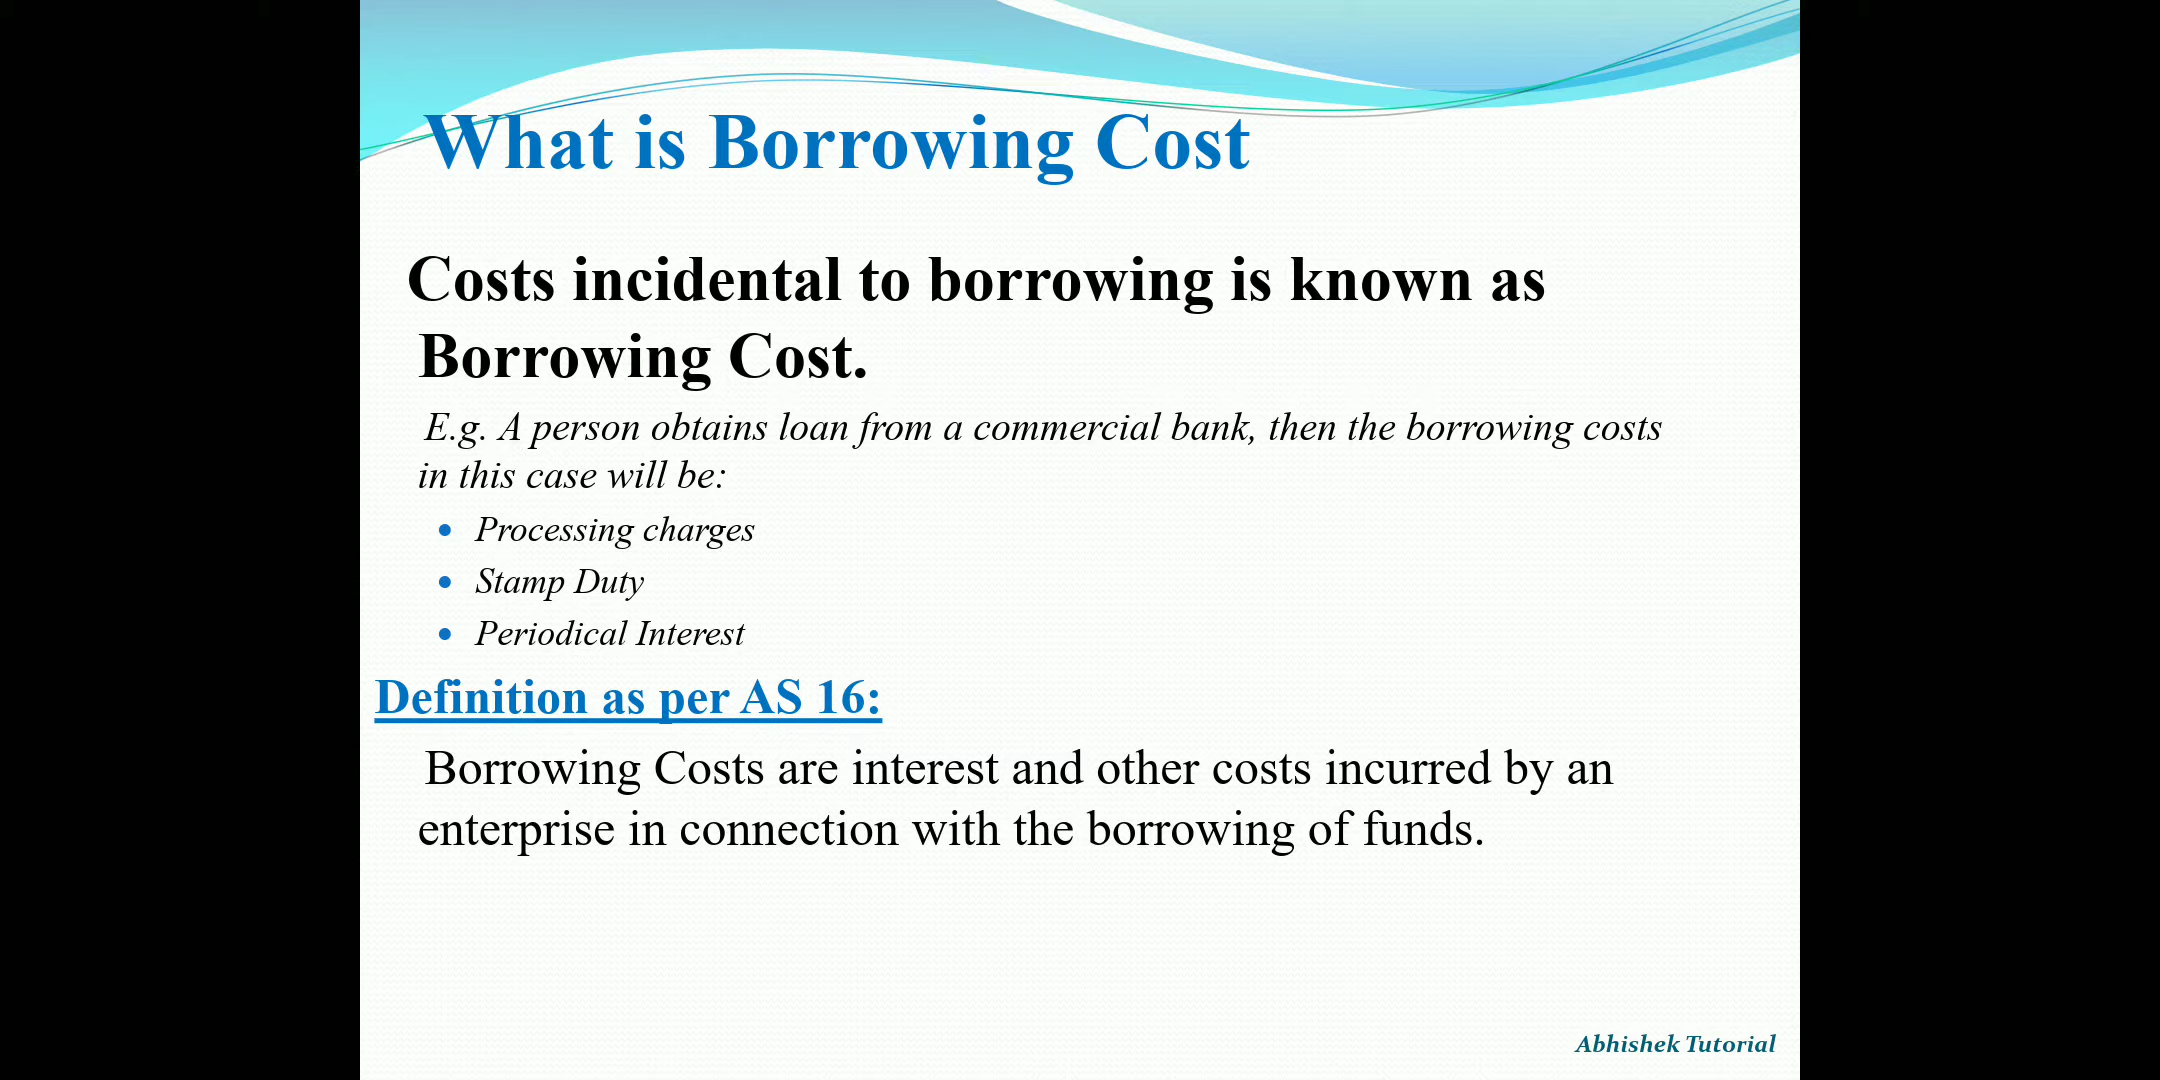 What is Borrowing Cost
Costs incidental to borrowing is known as
Borrowing Cost.
E.g. A person obtains loan from a commercial bank, then the borrowing costs
in this case will be:
• Processing charges
• Stamp Duty
• Periodical Interest
Definition as per AS 16:
Borrowing Costs are interest and other costs incurred by an
enterprise in connection with the borrowing of funds.
Abhishek Tutorial